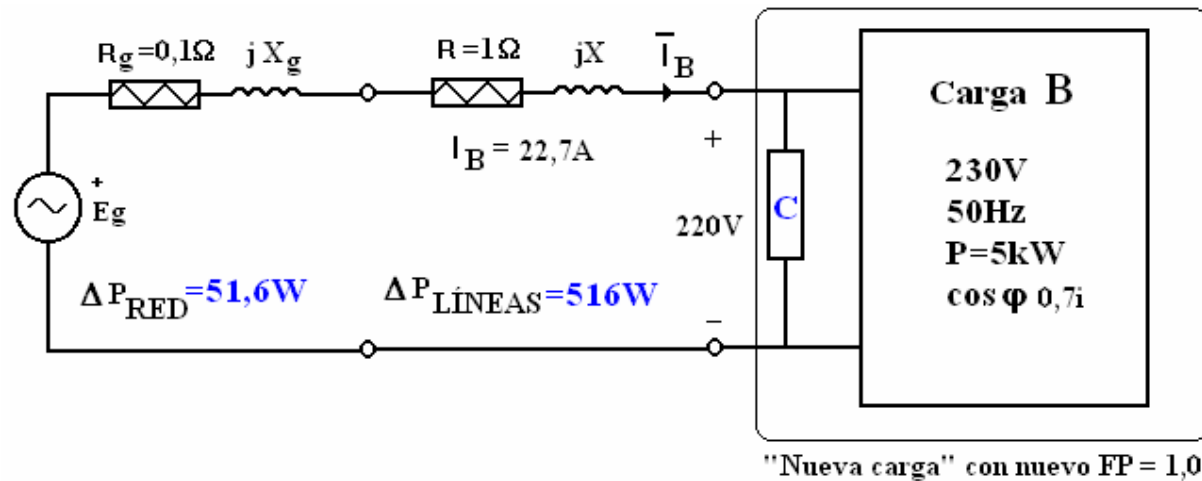 Rg=0,1Ω
j Xg
R=1Ω
jX
I̅B
IB = 22,7A
+
Eg
ΔPRED=51,6W
ΔPLÍNEAS=516W
+
220V
−
C
Carga B
230V
50Hz
P=5kW
cos φ 0,7i
"Nueva carga" con nuevo FP = 1,0